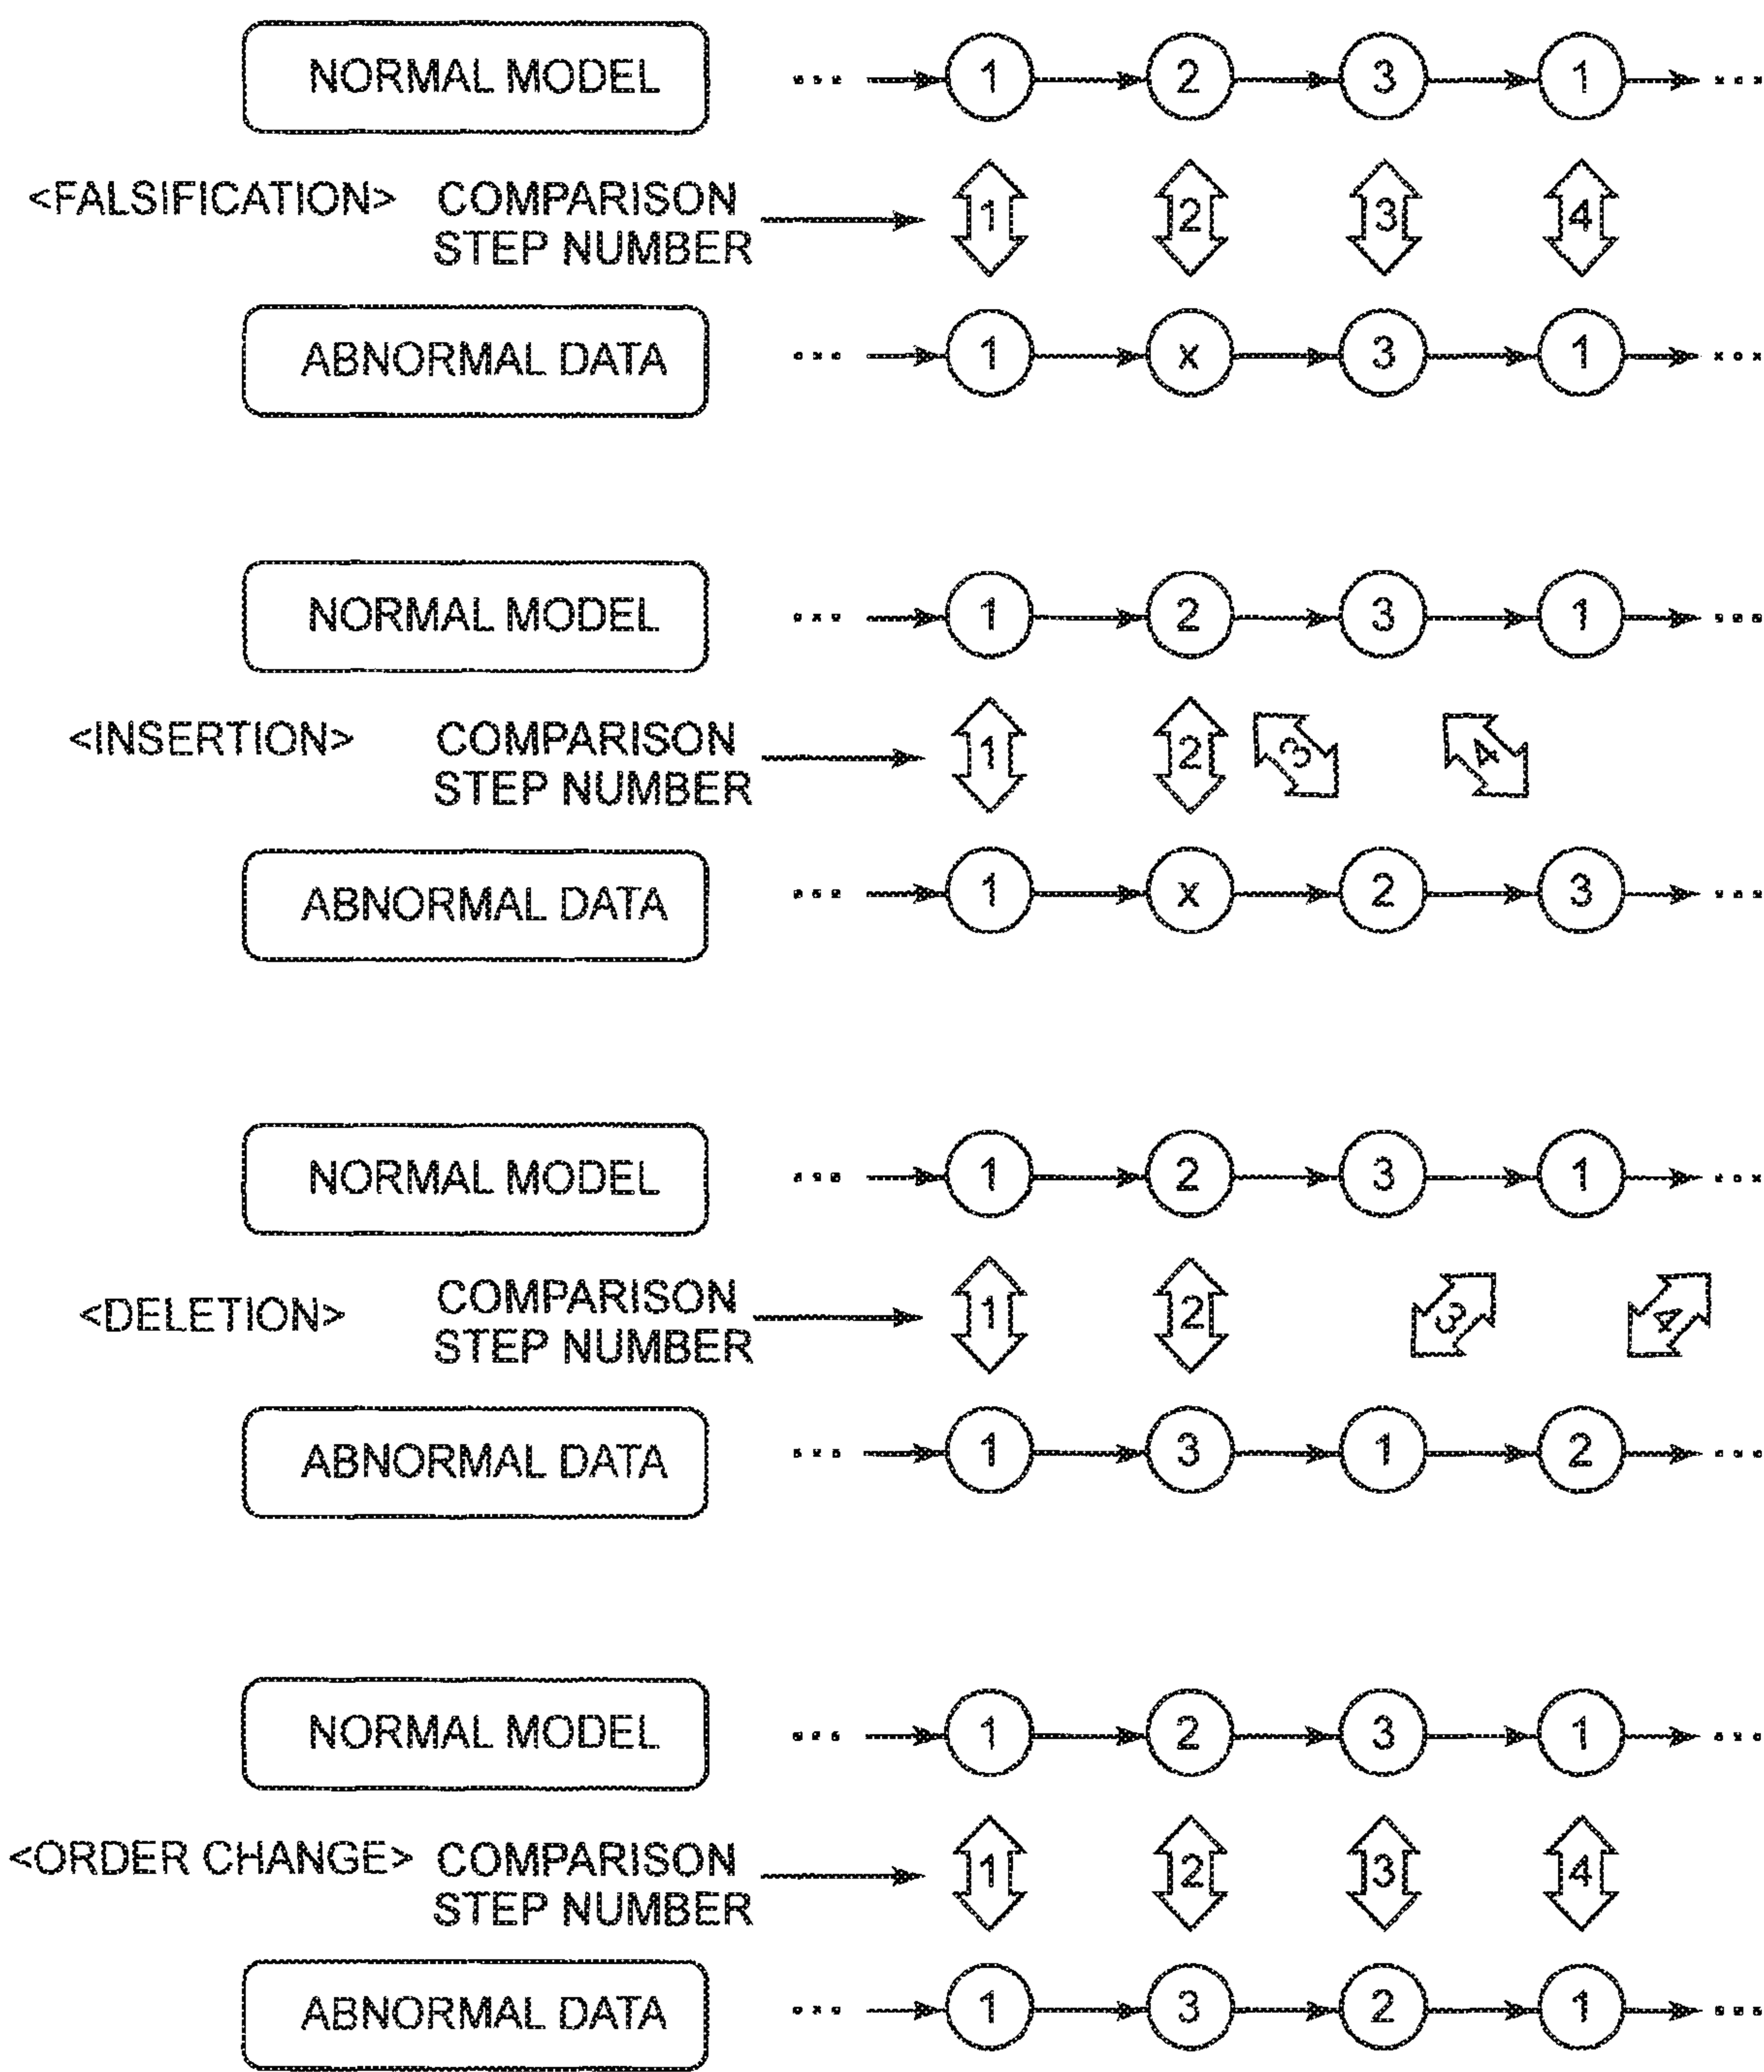 NORMAL MODEL ... 1 2 3 1 ...
<FALSIFICATION> COMPARISON 1 2 3 4
STEP NUMBER
ABNORMAL DATA ... 1 x 3 1 ...
NORMAL MODEL ... 1 2 3 1 ...
<INSERTION> COMPARISON 1 2 3 4
STEP NUMBER
ABNORMAL DATA ... 1 x 2 3 ...
NORMAL MODEL ... 1 2 3 1 ...
<DELETION> COMPARISON 1 2 3 4
STEP NUMBER
ABNORMAL DATA ... 1 3 1 2 ...
NORMAL MODEL ... 1 2 3 1 ...
<ORDER CHANGE> COMPARISON 1 2 3 4
STEP NUMBER
ABNORMAL DATA ... 1 3 2 1 ...